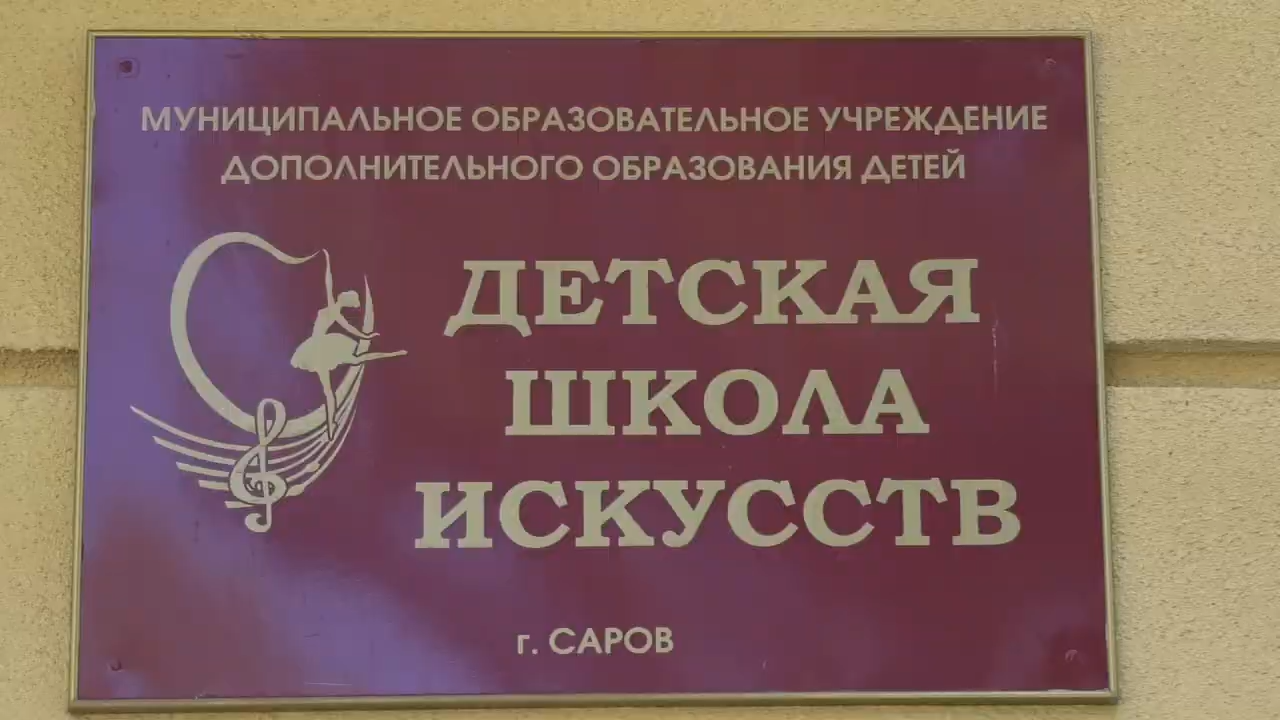 МУНИЦИПАЛЬНОЕ ОБРАЗОВАТЕЛЬНОЕ УЧРЕЖДЕНИЕ
ДОПОЛНИТЕЛЬНОГО ОБРАЗОВАНИЯ ДЕТЕЙ
ДЕТСКАЯ
ШКОЛА
ИСКУССТВ
г. САРОВ